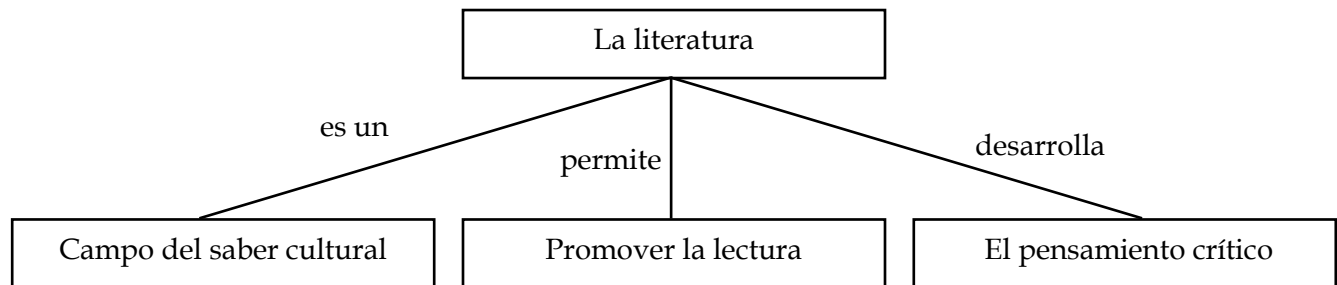 La literatura
es un
permite
desarrolla
Campo del saber cultural
Promover la lectura
El pensamiento crítico